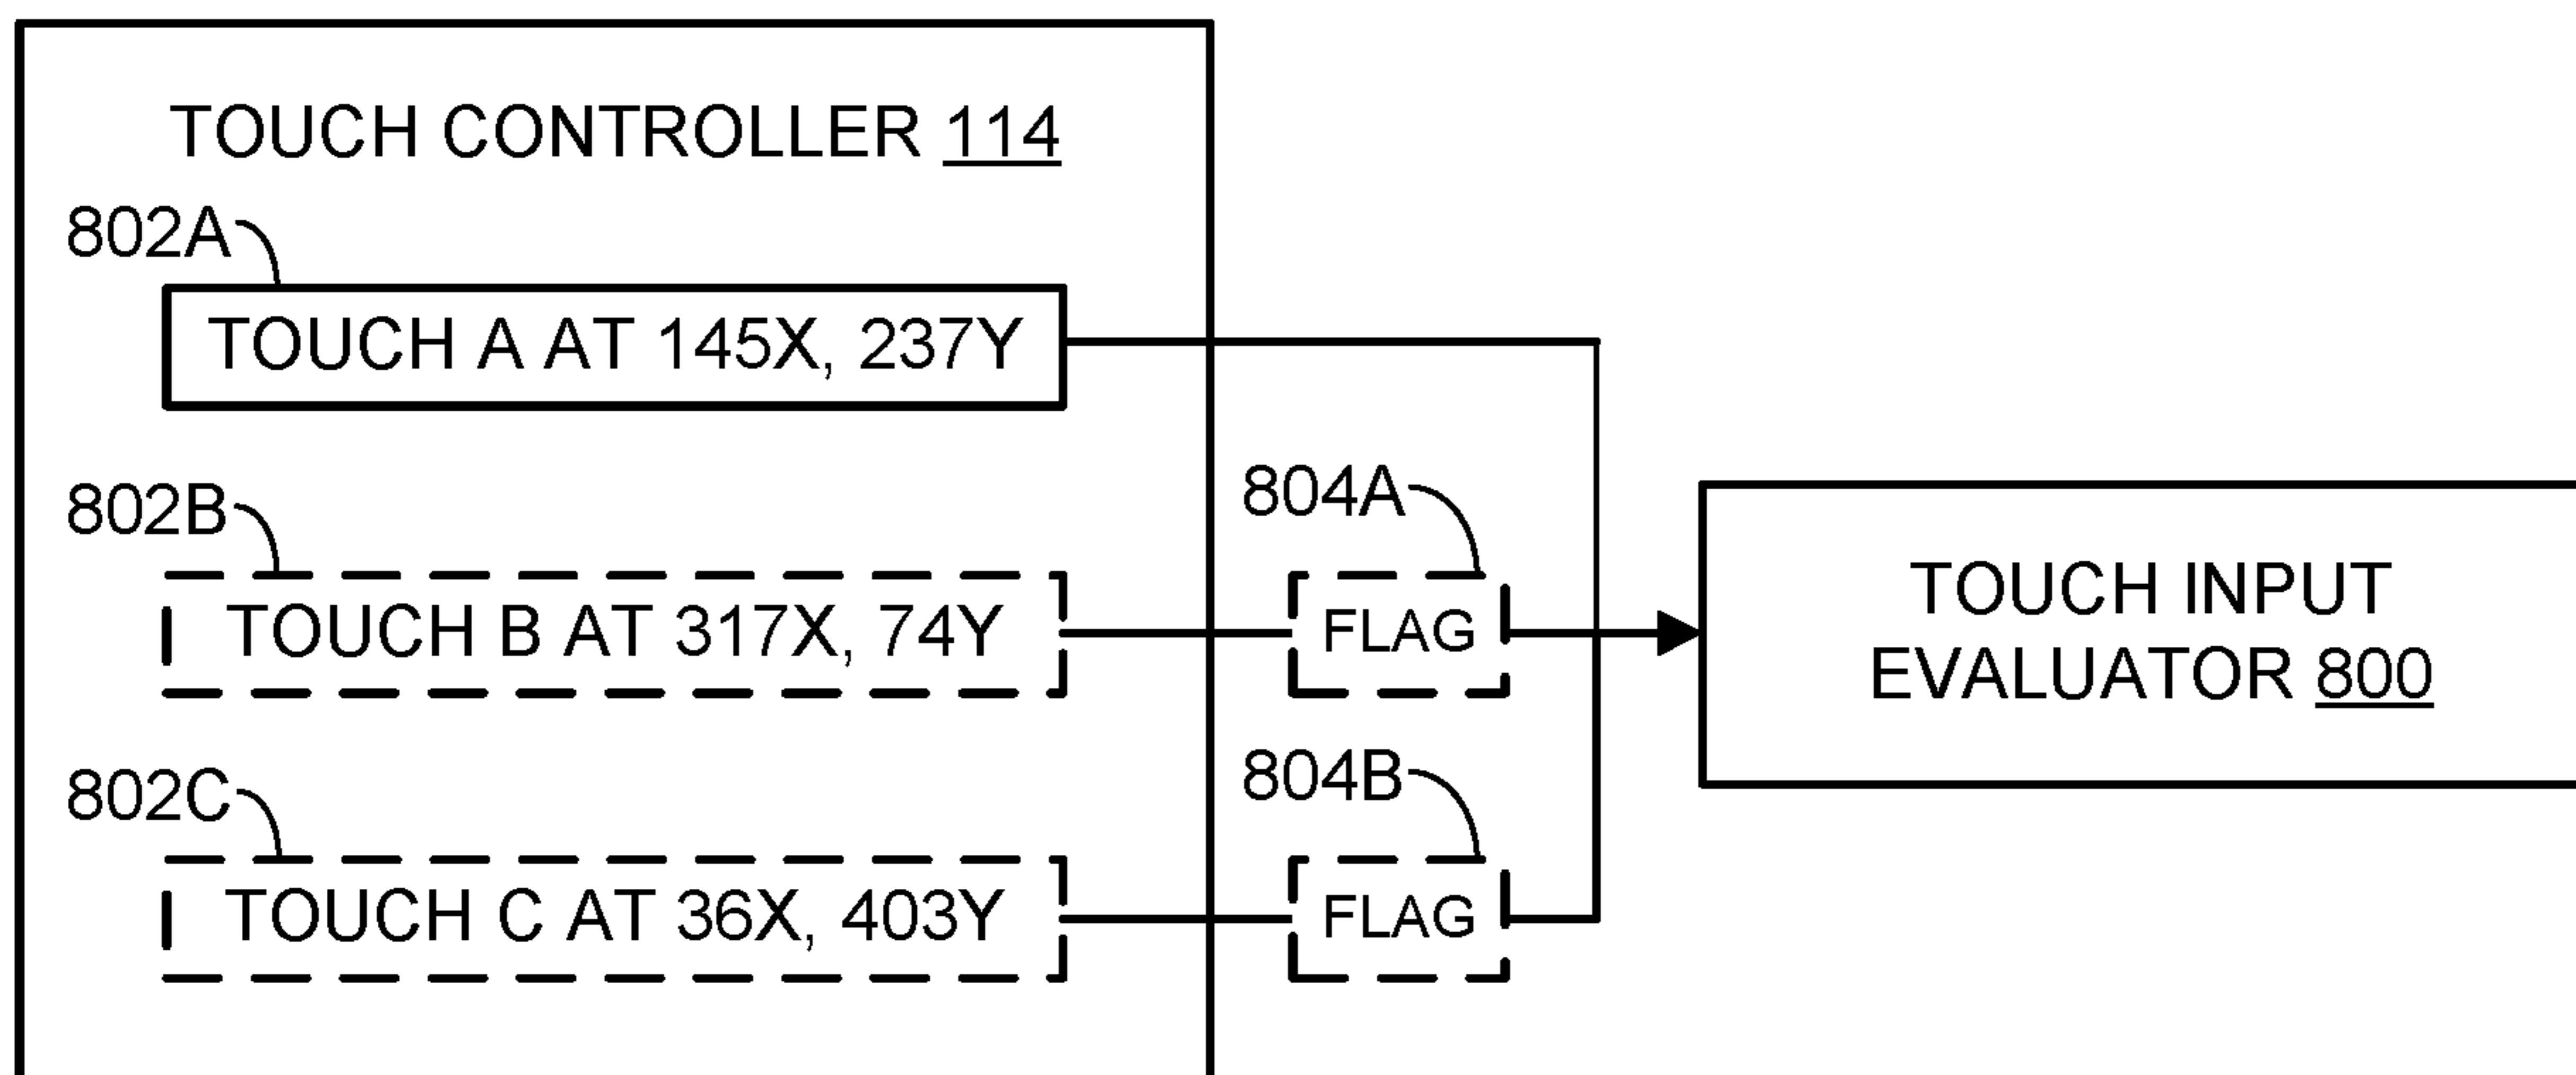 TOUCH CONTROLLER 114
802A
TOUCH A AT 145X, 237Y
802B
TOUCH B AT 317X, 74Y
804A
FLAG
802C
TOUCH C AT 36X, 403Y
804B
FLAG
TOUCH INPUT
EVALUATOR 800